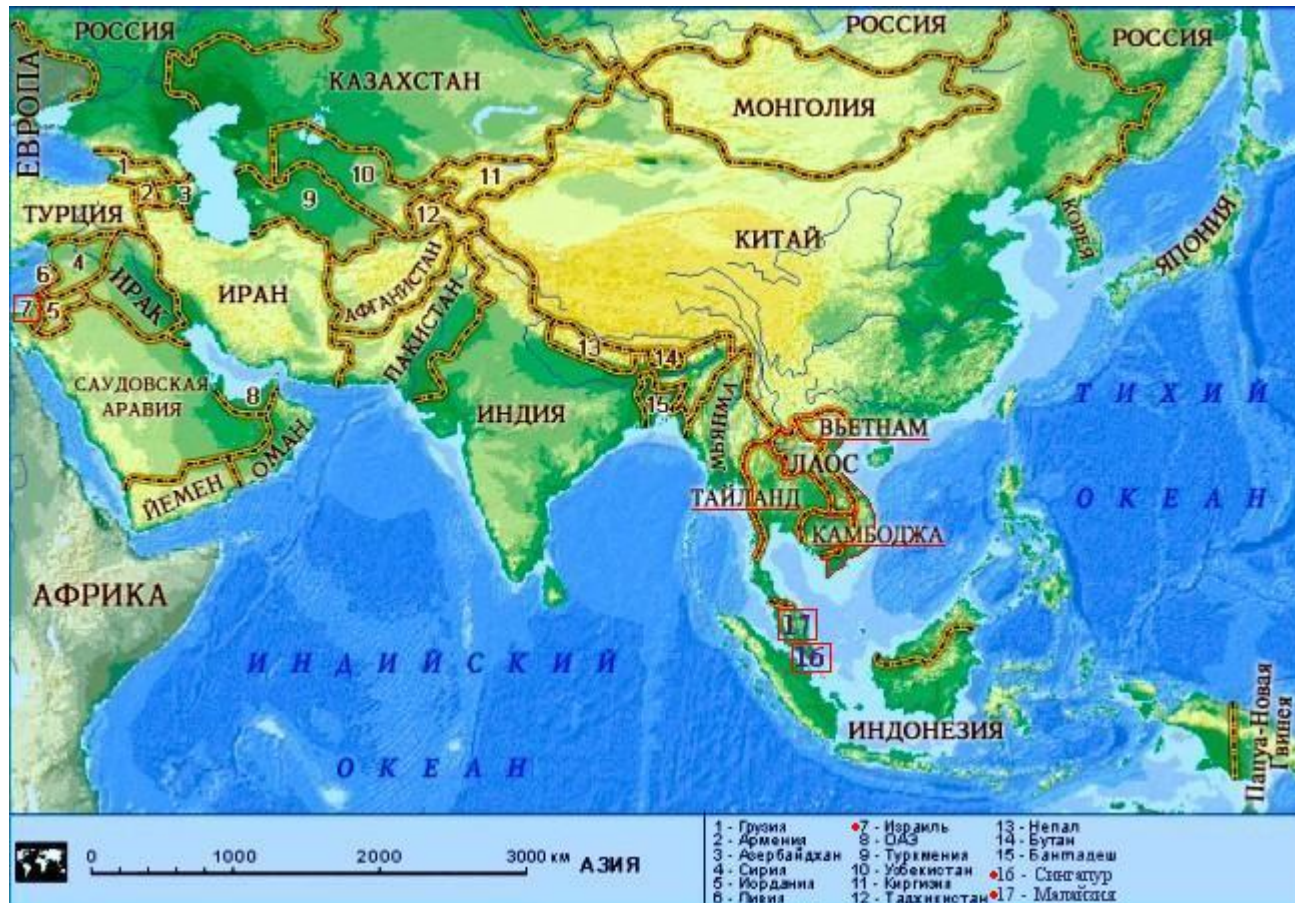 РОССИЯ
РОССИЯ
РОССИЯ
ЕВРОПА
КАЗАХСТАН
МОНГОЛИЯ
1
2
3
10
11
9
12
ТУРЦИЯ
4
КИТАЙ
КОРЕЯ
ЯПОНИЯ
6
7
5
ИРАК
ИРАН
АФГАНИСТАН
ПАКИСТАН
13
14
15
САУДОВСКАЯ
АРАВИЯ
8
ОМАН
ЙЕМЕН
ИНДИЯ
МЬЯНМА
ВЬЕТНАМ
ЛАОС
ТАЙЛАНД
КАМБОДЖА
ТИХИЙ
ОКЕАН
АФРИКА
17
16
ИНДИЙСКИЙ
ОКЕАН
ИНДОНЕЗИЯ
Папуа-Новая
Гвинея
0 1000 2000 3000 км АЗИЯ
1 - Грузия
2 - Армения
3 - Азербайджан
4 - Сирия
5 - Иордания
6 - Ливия
7 - Израиль
8 - ОАЭ
9 - Туркмения
10 - Узбекистан
11 - Киргизия
12 - Таджикистан
13 - Непал
14 - Бутан
15 - Бангладеш
16 - Сингапур
17 - Малайзия